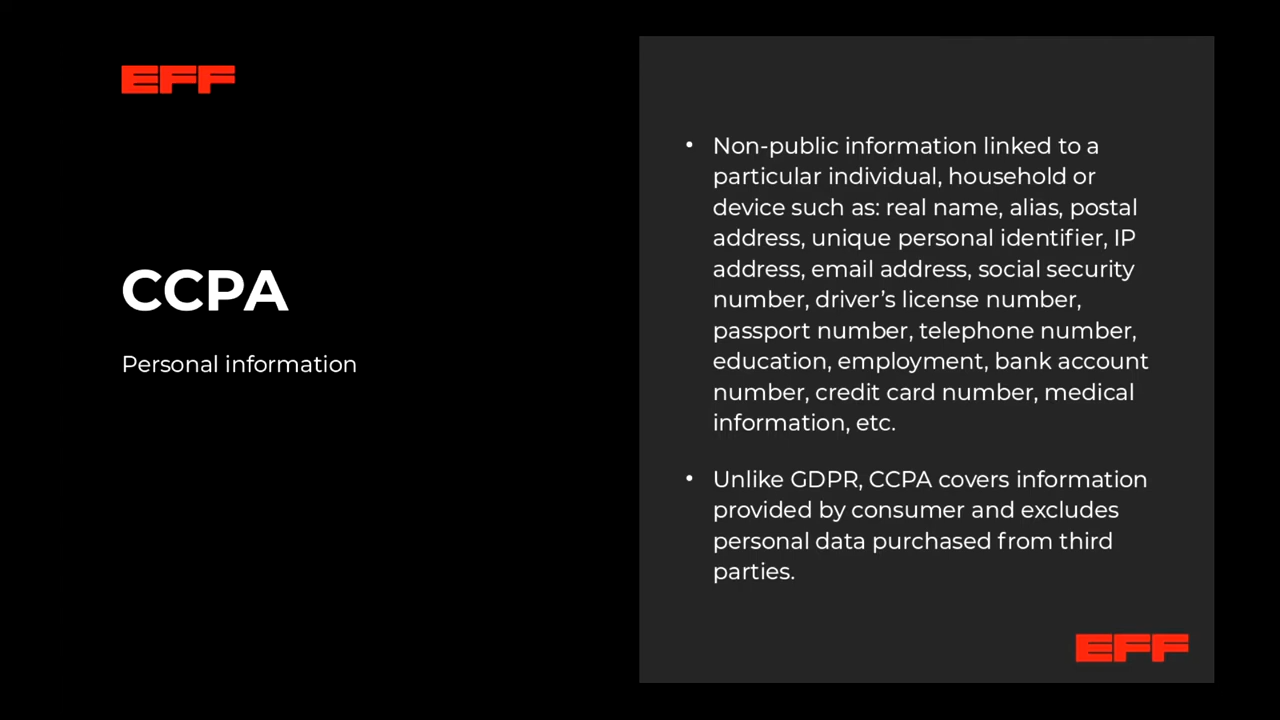 EFF
CCPA
Personal information
• Non-public information linked to a
particular individual, household or
device such as: real name, alias, postal
address, unique personal identifier, IP
address, email address, social security
number, driver’s license number,
passport number, telephone number,
education, employment, bank account
number, credit card number, medical
information, etc.
• Unlike GDPR, CCPA covers information
provided by consumer and excludes
personal data purchased from third
parties.
EFF